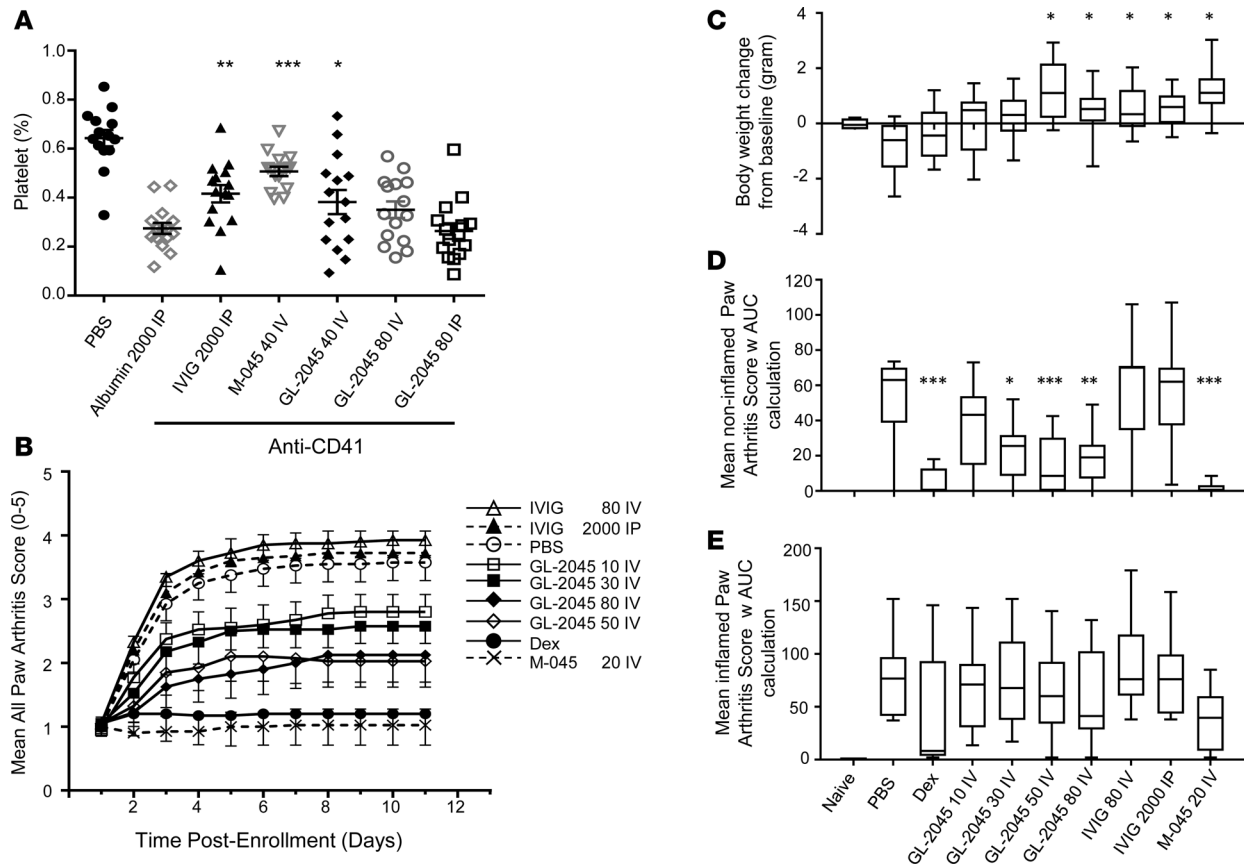 A
Platelet (%)
1.0
0.8
0.6
0.4
0.2
0.0
** *** *
PBS
Albumin 2000 IP
IVIG 2000 IP
M-045 40 IV
GL-2045 40 IV
GL-2045 80 IV
GL-2045 80 IP
Anti-CD41
B
Mean All Paw Arthritis Score (0-5)
5
4
3
2
1
0
2 4 6 8 10 12
Time Post-Enrollment (Days)
IVIG 80 IV
IVIG 2000 IP
PBS
GL-2045 10 IV
GL-2045 30 IV
GL-2045 80 IV
GL-2045 50 IV
Dex
M-045 20 IV
C
Body weight change
from baseline (gram)
4
2
0
-2
-4
* * * * *
D
Mean non-inflamed Paw
Arthritis Score w AUC
calculation
120
100
80
60
40
20
0
*** * *** ** ***
E
Mean inflamed Paw
Arthritis Score w AUC
calculation
200
150
100
50
0
Naive
PBS
Dex
GL-2045 10 IV
GL-2045 30 IV
GL-2045 50 IV
GL-2045 80 IV
IVIG 80 IV
IVIG 2000 IP
M-045 20 IV